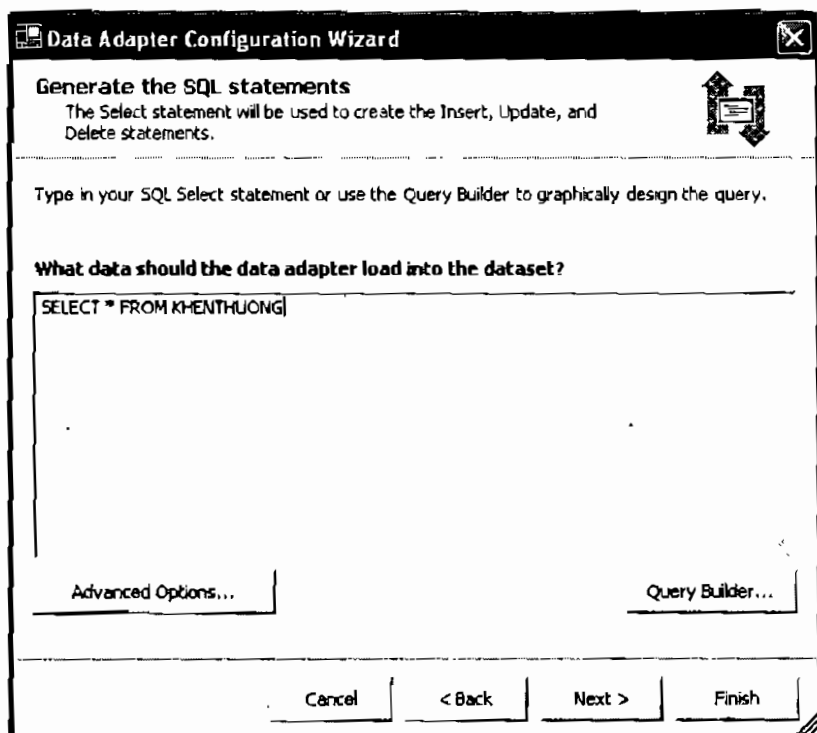 Data Adapter Configuration Wizard
Generate the SQL statements
The Select statement will be used to create the Insert, Update, and
Delete statements.
Type in your SQL Select statement or use the Query Builder to graphically design the query.
What data should the data adapter load into the dataset?
SELECT * FROM KHENTHUONG
Advanced Options...
Query Builder...
Cancel
< Back
Next >
Finish